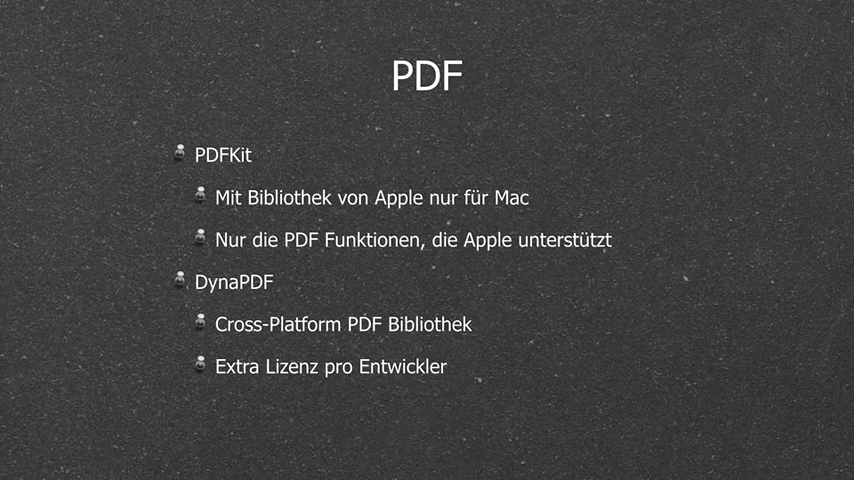 PDF
PDFKit
Mit Bibliothek von Apple nur für Mac
Nur die PDF Funktionen, die Apple unterstützt
DynaPDF
Cross-Platform PDF Bibliothek
Extra Lizenz pro Entwickler